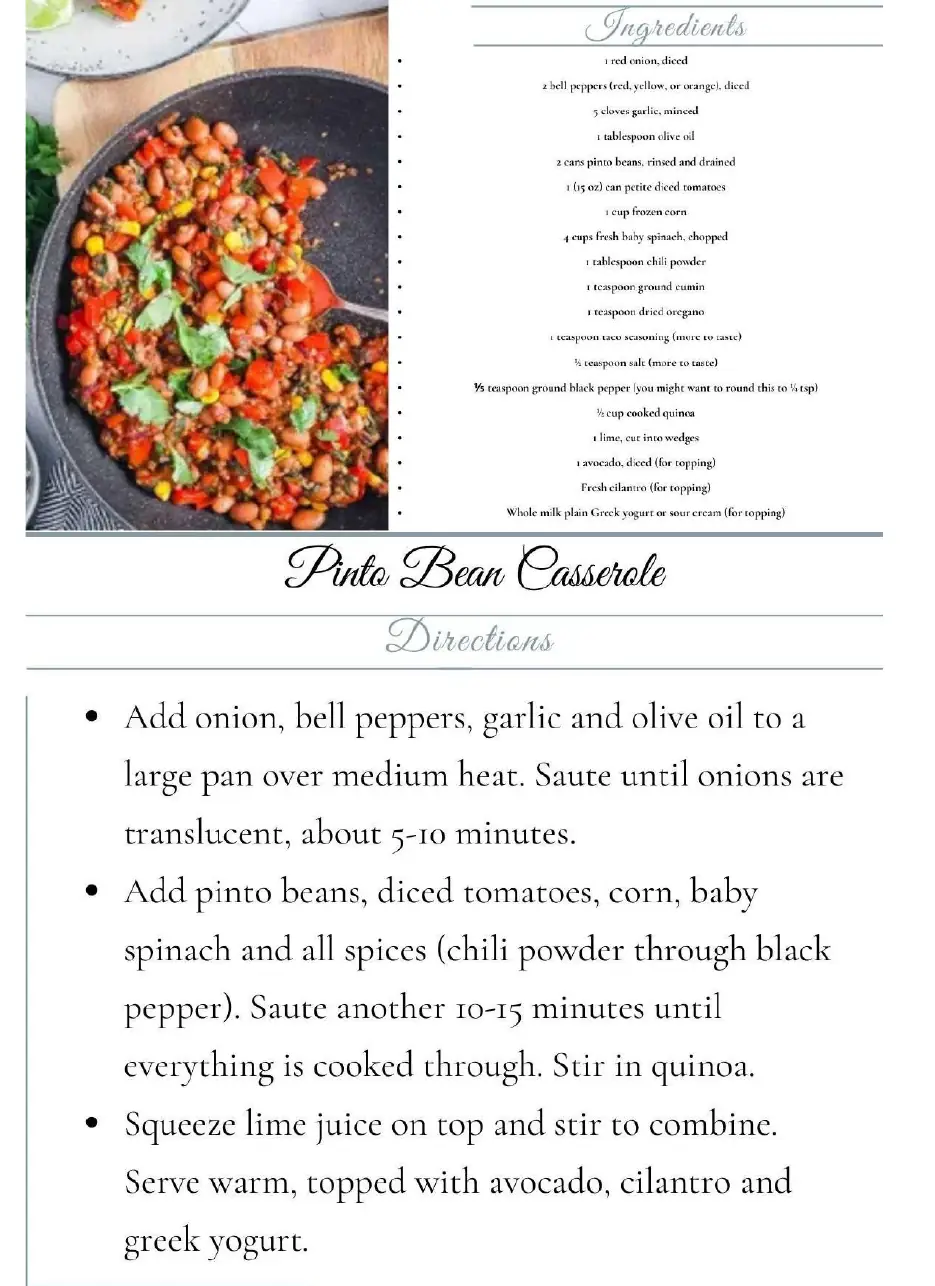 Ingredients
• 1 red onion, diced
• 2 bell peppers (red, yellow, or orange), diced
• 5 cloves garlic, minced
• 1 tablespoon olive oil
• 2 cans pinto beans, rinsed and drained
• 1 (15 oz) can petite diced tomatoes
• 1 cup frozen corn
• 4 cups fresh baby spinach, chopped
• 1 tablespoon chili powder
• 1 teaspoon ground cumin
• 1 teaspoon dried oregano
• 1 teaspoon taco seasoning (more to taste)
• teaspoon salt (more to taste)
• ⅕ teaspoon ground black pepper (you might want to round this to ¼ tsp)
• ½ cup cooked quinoa
• 1 lime, cut into wedges
• 1 avocado, diced (for topping)
• Fresh cilantro (for topping)
• Whole milk plain Greek yogurt or sour cream (for topping)
Pinto Bean Casserole
Directions
• Add onion, bell peppers, garlic and olive oil to a
large pan over medium heat. Saute until onions are
translucent, about 5-10 minutes.
• Add pinto beans, diced tomatoes, corn, baby
spinach and all spices (chili powder through black
pepper). Saute another 10-15 minutes until
everything is cooked through. Stir in quinoa.
• Squeeze lime juice on top and stir to combine.
Serve warm, topped with avocado, cilantro and
greek yogurt.